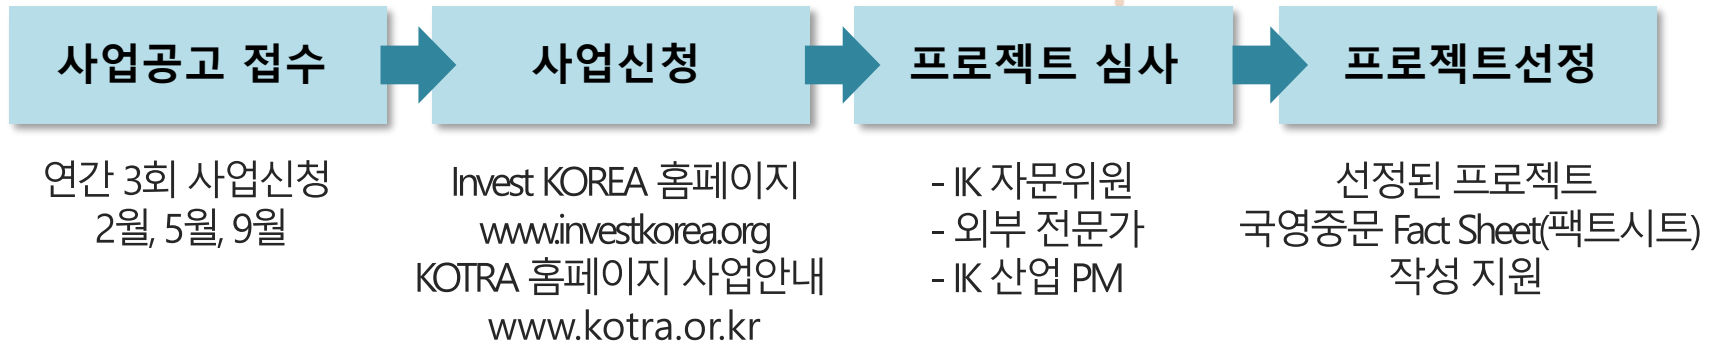 사업공고 접수
사업신청
프로젝트 심사
프로젝트선정
연간 3회 사업신청
2월, 5월, 9월
Invest KOREA 홈페이지
www.investkorea.org
KOTRA 홈페이지 사업안내
www.kotra.or.kr
- IK 자문위원
- 외부 전문가
- IK 산업 PM
선정된 프로젝트
국영중문 Fact Sheet(팩트시트)
작성 지원